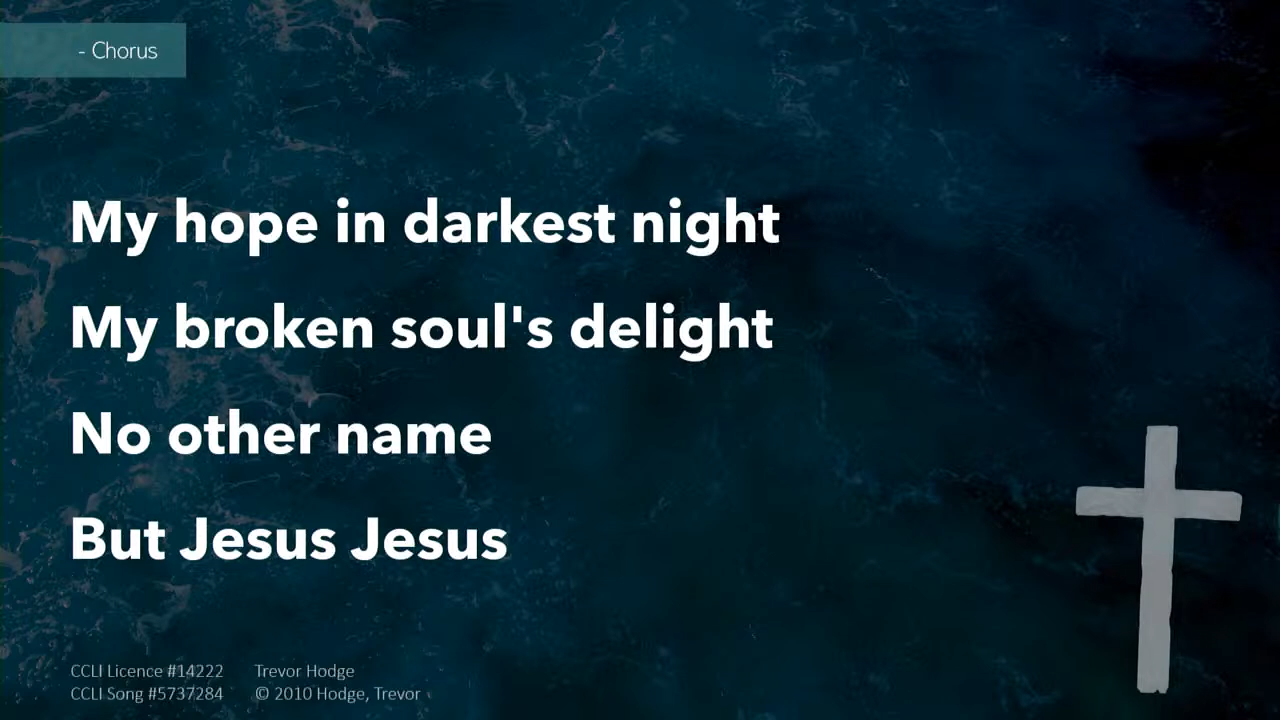 - Chorus
My hope in darkest night
My broken soul's delight
No other name
But Jesus Jesus
CCLI Licence #14222 Trevor Hodge
CCLI Song #5737284 © 2010 Hodge, Trevor